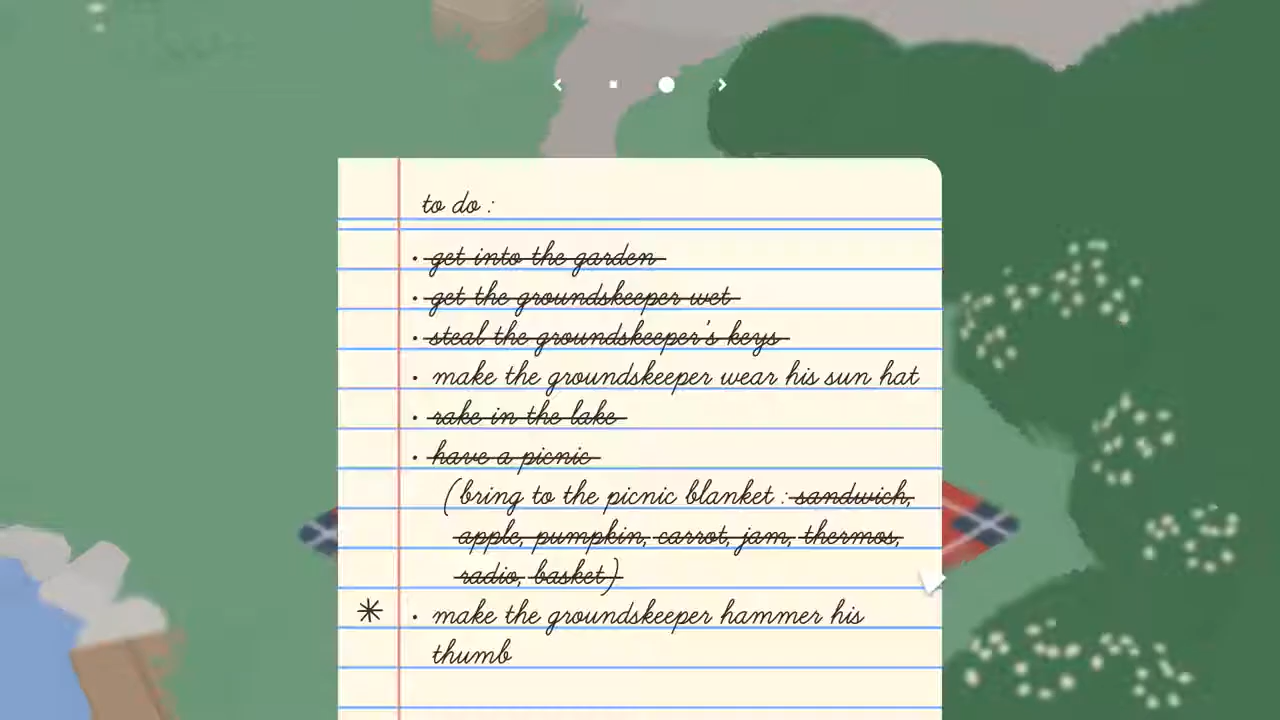 to do :
• get into the garden
• get the groundskeeper wet
• steal the groundskeeper's keys
• make the groundskeeper wear his sun hat
• rake in the lake
• have a picnic
(bring to the picnic blanket : sandwich,
apple, pumpkin, carrot, jam, thermos,
radio, basket)
* • make the groundskeeper hammer his
thumb